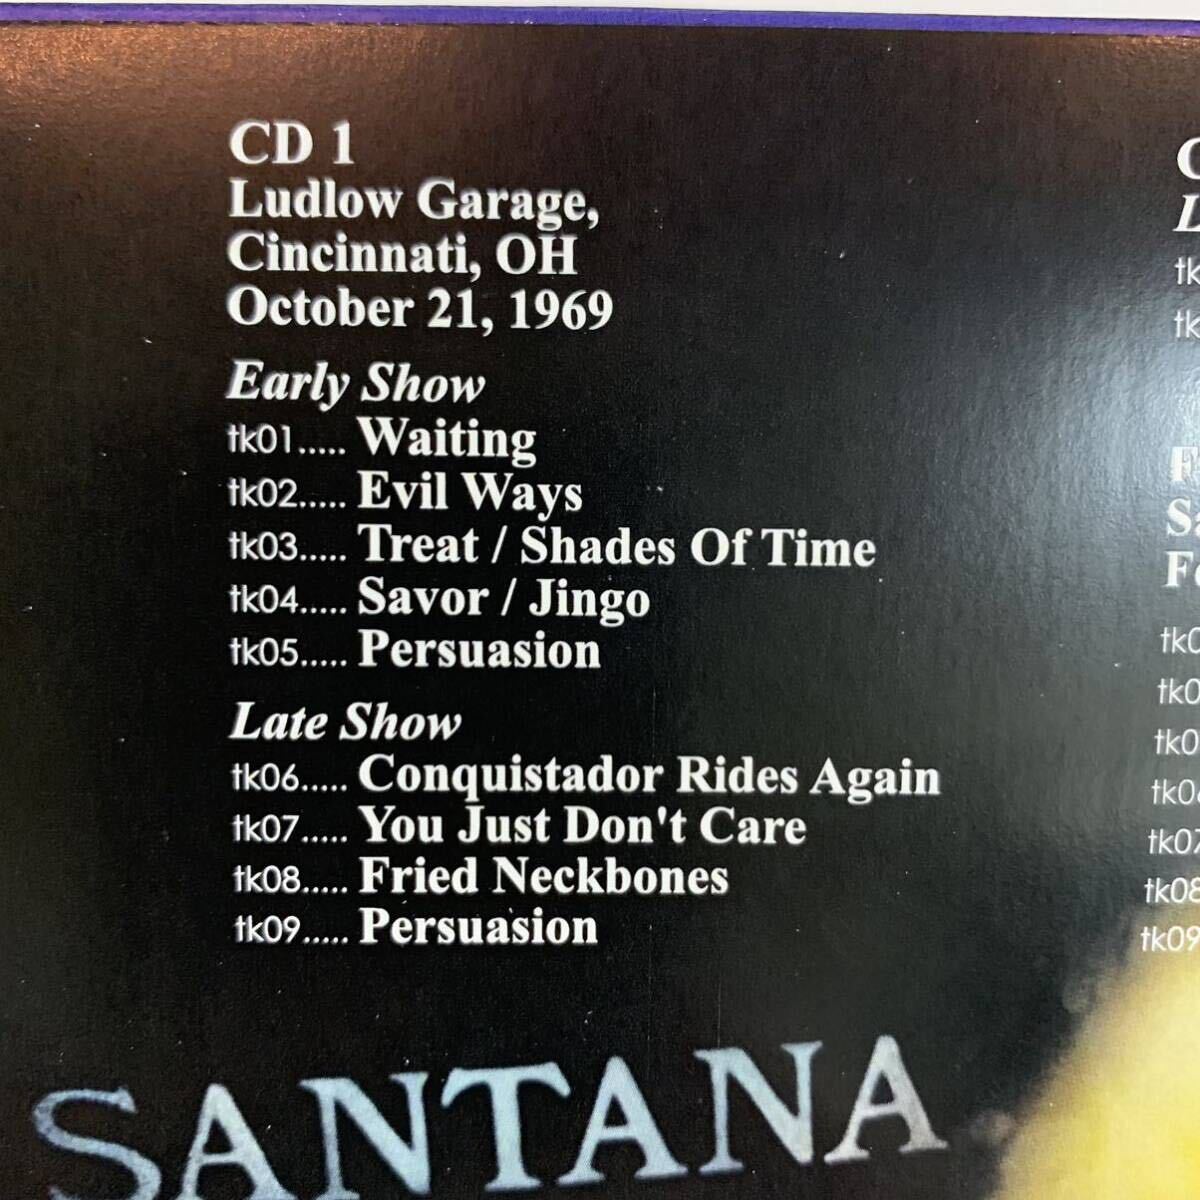 CD 1
Ludlow Garage,
Cincinnati, OH
October 21, 1969
Early Show
tk01..... Waiting
tk02..... Evil Ways
tk03..... Treat / Shades Of Time
tk04..... Savor / Jingo
tk05..... Persuasion
Late Show
tk06..... Conquistador Rides Again
tk07..... You Just Don't Care
tk08..... Fried Neckbones
tk09..... Persuasion
SANTANA
tk08
tk09